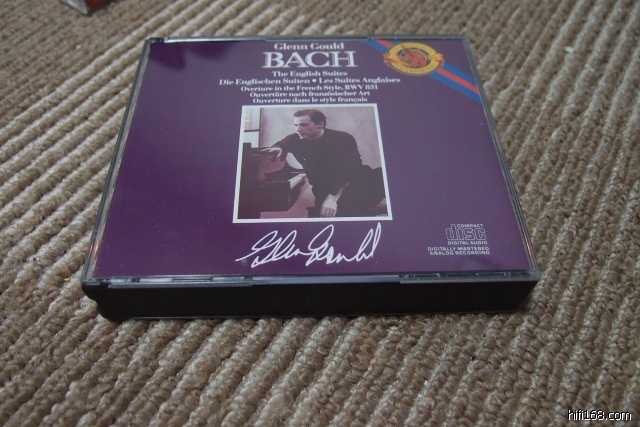 Glenn Gould
BACH
The English Suites
Die Englischen Suiten • Les Suites Anglaises
Overture in the French Style, BWV 831
Ouvertüre nach französischer Art
Ouverture dans le style français
Glenn Gould
COMPACT
disc
DIGITAL AUDIO
DIGITALLY MASTERED
ANALOG RECORDING
hifi168.com